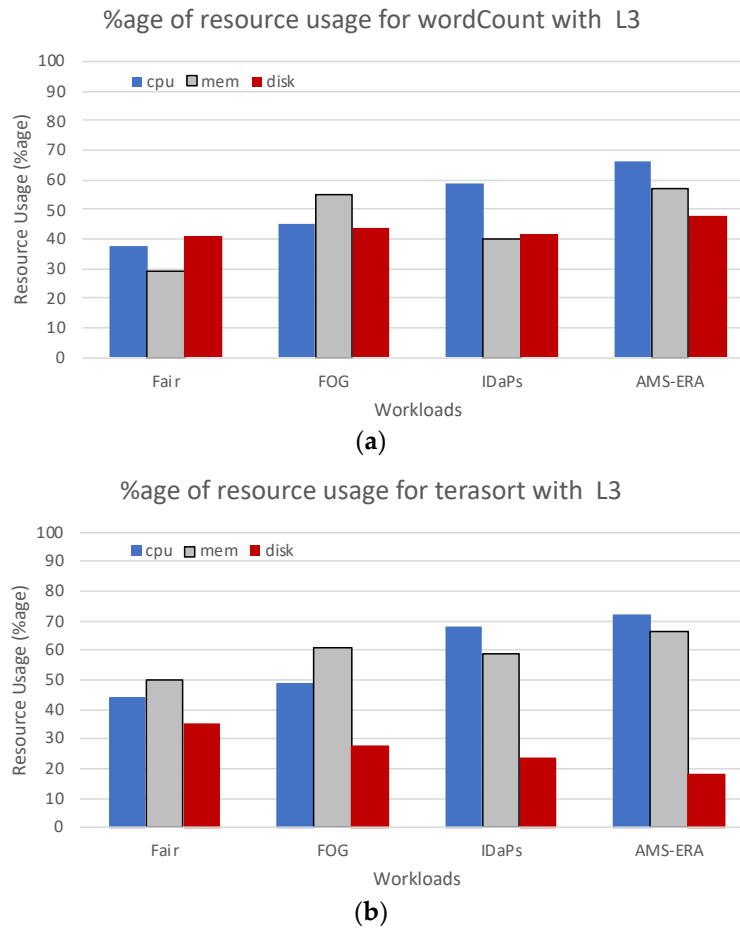 %age of resource usage for wordCount with L3
100
90
80
70
60
50
40
30
20
10
0
Resource Usage (%age)
cpu mem disk
Fair FOG IDaPs AMS-ERA
Workloads
(a)
%age of resource usage for terasort with L3
100
90
80
70
60
50
40
30
20
10
0
Resource Usage (%age)
cpu mem disk
Fair FOG IDaPs AMS-ERA
Workloads
(b)